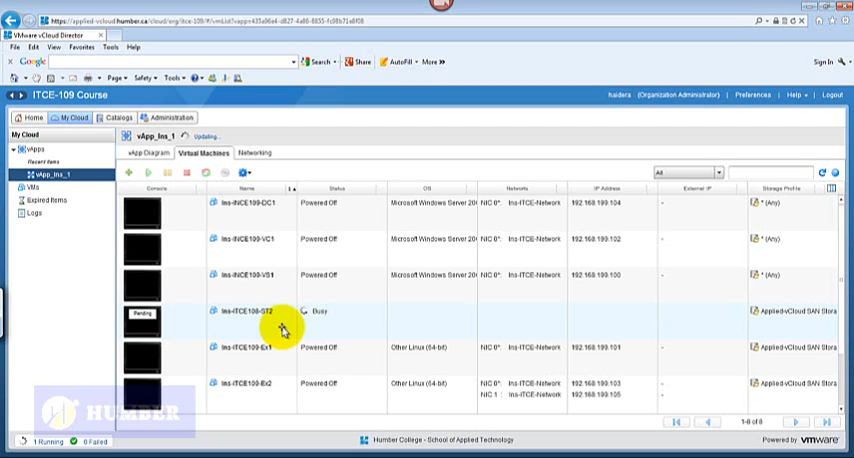 https://applied-vcloud.humber.ca/cloud/org/itce-109/#/vmList?vapp=435a96e4-d827-4a86-8855-fc98b71a8f08
VMware vCloud Director
File Edit View Favorites Tools Help
Google Search Share AutoFill More » Sign In
Page Safety Tools
ITCE-109 Course haidera (Organization Administrator) Preferences Help Logout
Home My Cloud Catalogs Administration
My Cloud
vApp_Ins_1 Updating...
vApps
Recent Items
vApp_Ins_1
VMs
Expired Items
Logs
vApp Diagram Virtual Machines Networking
All
Console Name 1 Status OS Networks IP Address External IP Storage Profile
Ins-INCE109-DC1 Powered Off Microsoft Windows Server 200 NIC 0*: Ins-ITCE-Network 192.168.199.104 - * (Any)
Ins-INCE109-VC1 Powered Off Microsoft Windows Server 200 NIC 0*: Ins-ITCE-Network 192.168.199.102 - * (Any)
Ins-INCE109-VS1 Powered Off Microsoft Windows Server 200 NIC 0*: Ins-ITCE-Network 192.168.199.100 - * (Any)
Pending Ins-ITCE108-ST2 Busy Applied-vCloud SAN Stora
Ins-ITCE109-Ex1 Powered Off Other Linux (64-bit) NIC 0*: Ins-ITCE-Network 192.168.199.101 - Applied-vCloud SAN Stora
Ins-ITCE109-Ex2 Powered Off Other Linux (64-bit) NIC 0*: Ins-ITCE-Network 192.168.199.103 - Applied-vCloud SAN Stora
NIC 1 : Ins-ITCE-Network 192.168.199.105
HUMBER
1-8 of 8
1 Running 0 Failed Humber College - School of Applied Technology Powered by vmware